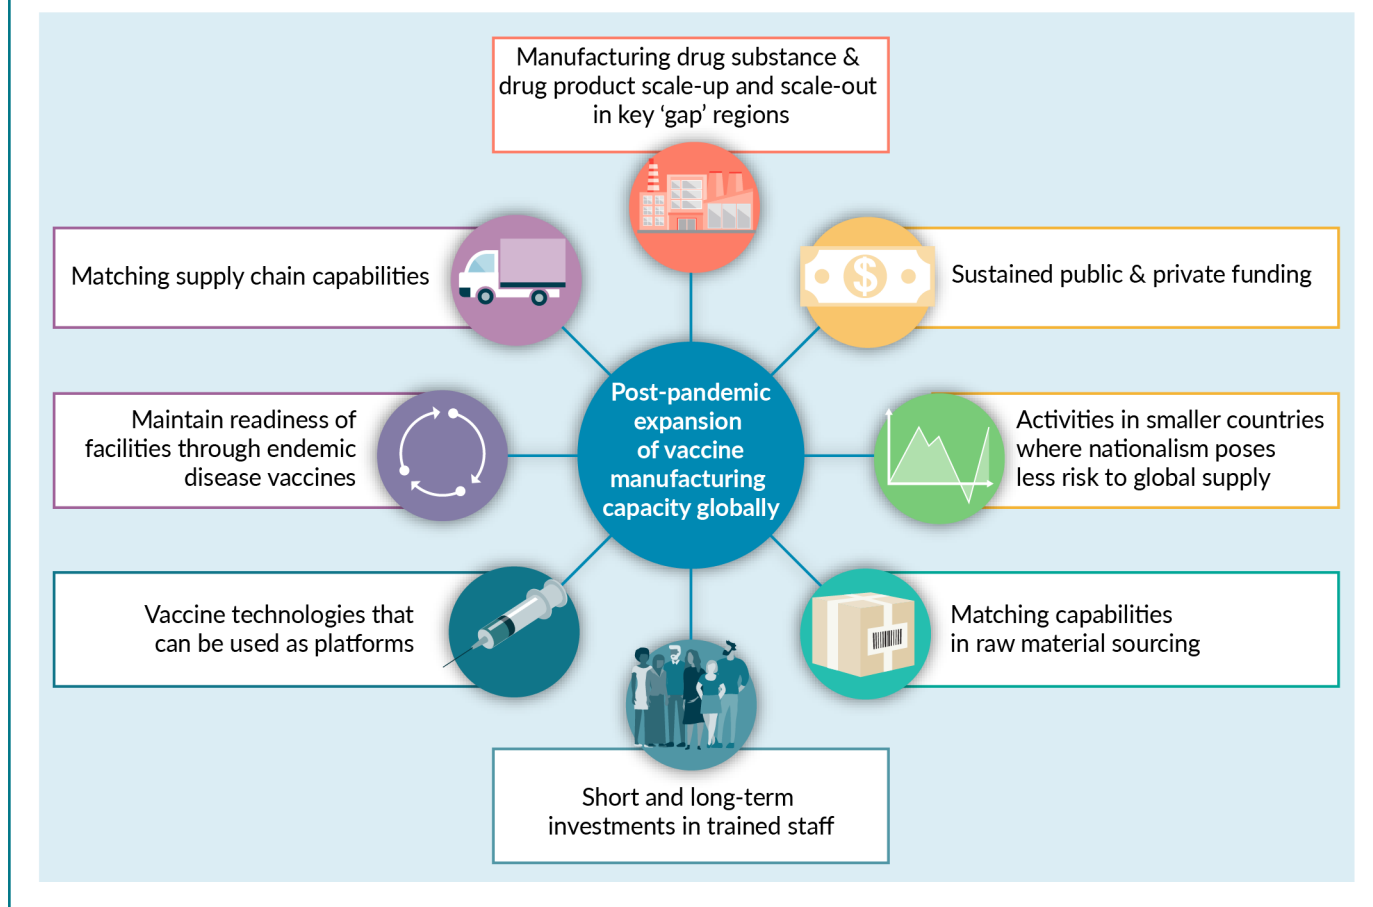 Manufacturing drug substance &
drug product scale-up and scale-out
in key ‘gap’ regions
Matching supply chain capabilities
$
Sustained public & private funding
Post-pandemic
expansion
of vaccine
manufacturing
capacity globally
Maintain readiness of
facilities through endemic
disease vaccines
Activities in smaller countries
where nationalism poses
less risk to global supply
Vaccine technologies that
can be used as platforms
Matching capabilities
in raw material sourcing
Short and long-term
investments in trained staff